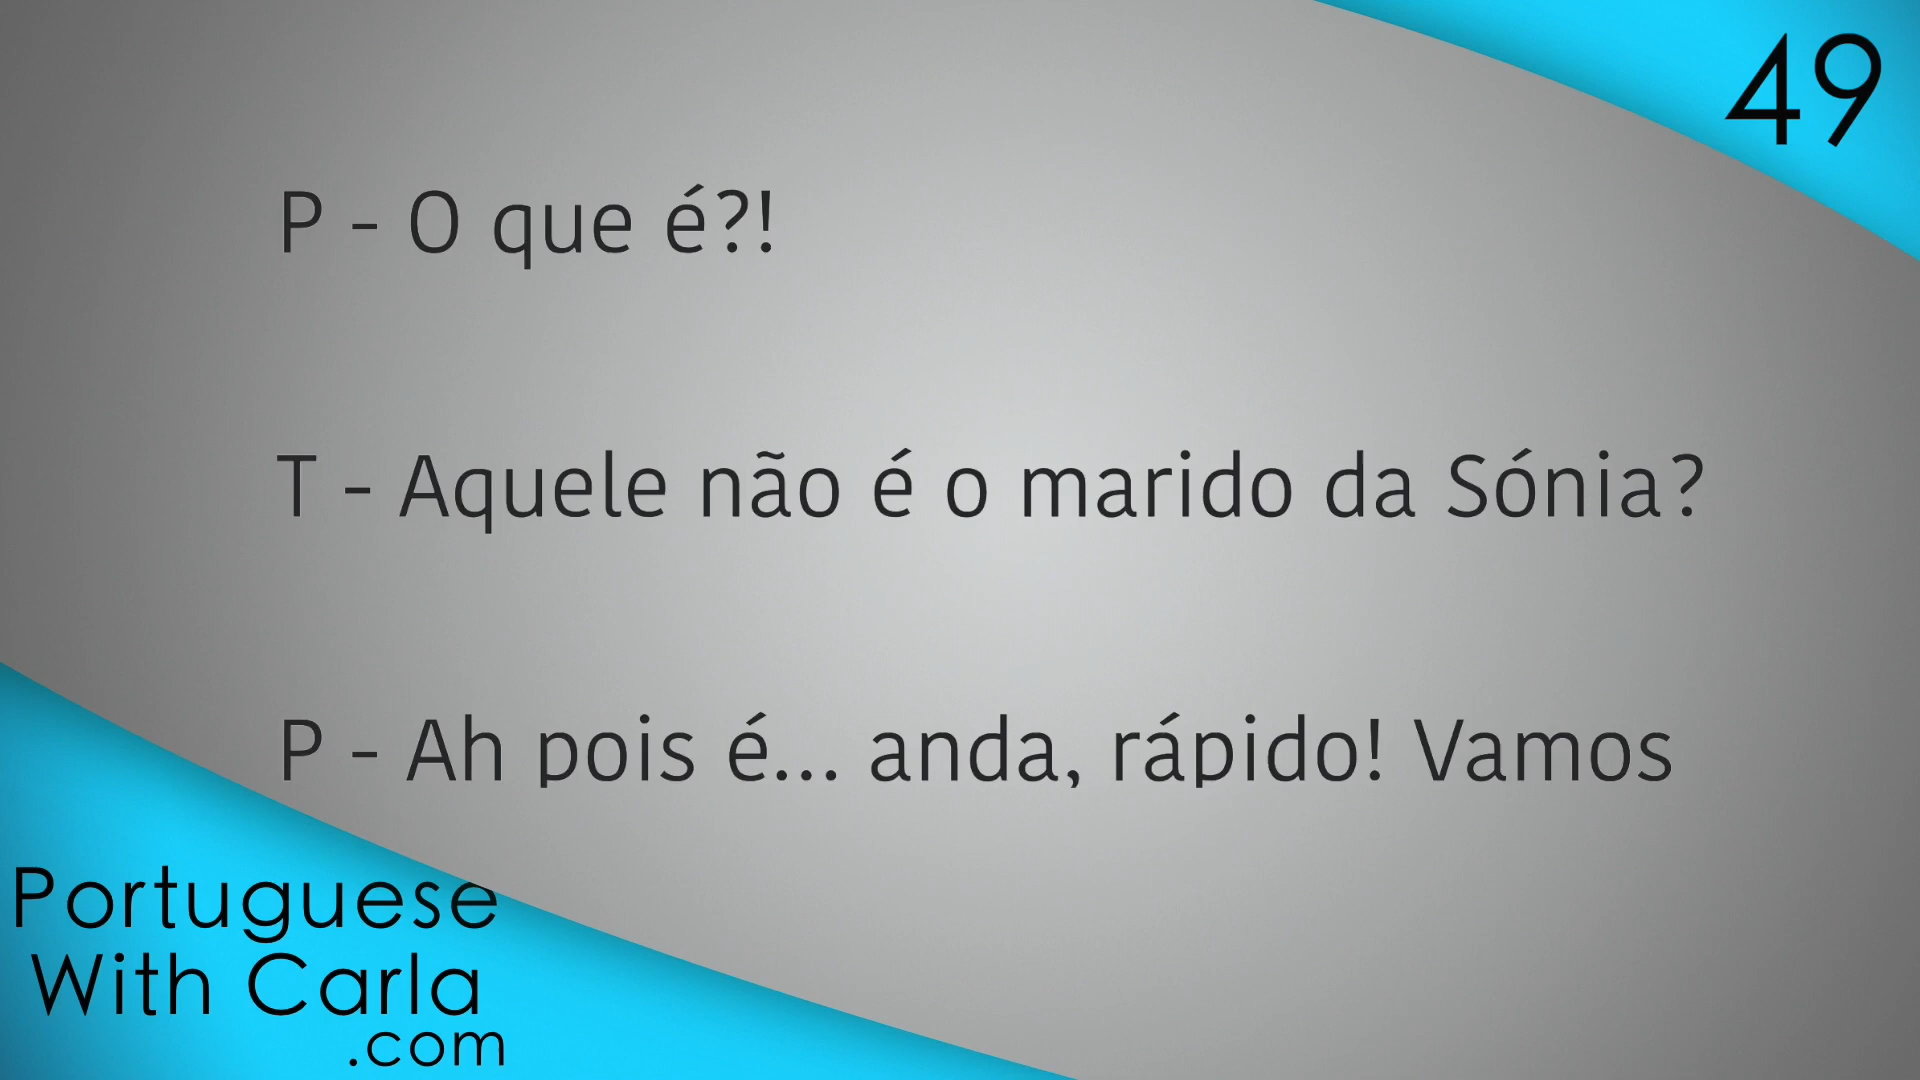 49
P - O que é?!
T - Aquele não é o marido da Sónia?
P - Ah pois é... anda, rápido! Vamos
Portuguese
With Carla
.com